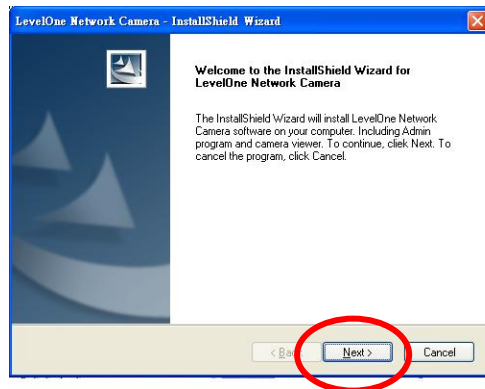 LevelOne Network Camera - InstallShield Wizard
Welcome to the InstallShield Wizard for
LevelOne Network Camera
The InstallShield Wizard will install LevelOne Network
Camera software on your computer. Including Admin
program and camera viewer. To continue, cliek Next. To
cancel the program, click Cancel.
< Back Next > Cancel